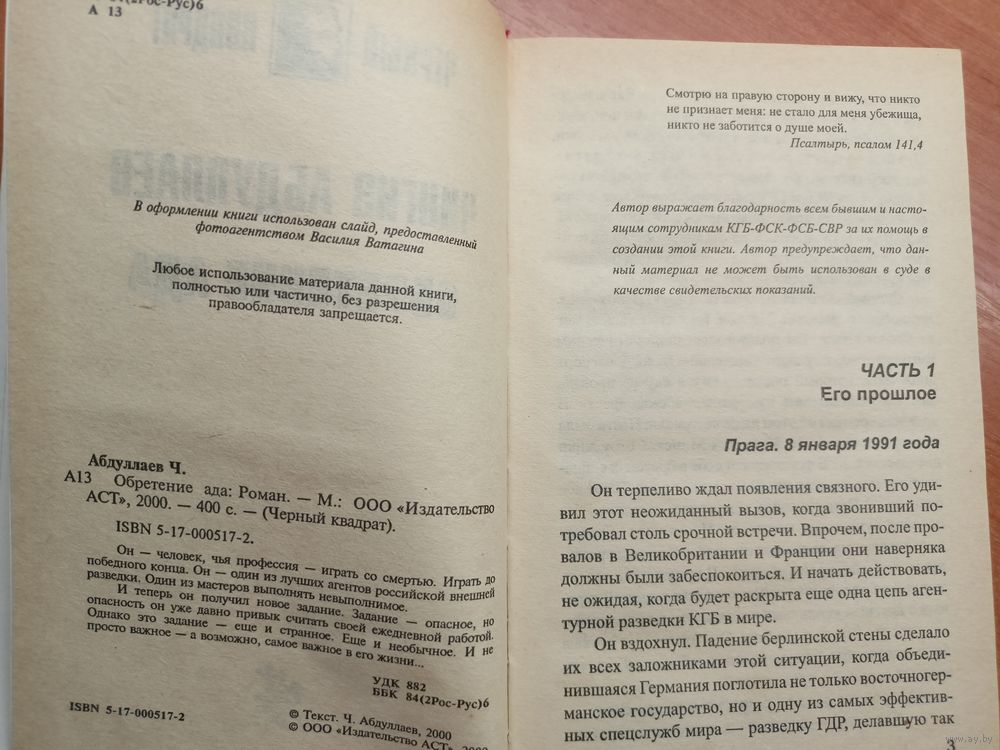 84(2Рос-Рус)6
А 13
В оформлении книги использован слайд, предоставленный
фотоагентством Василия Ватагина
Любое использование материала данной книги,
полностью или частично, без разрешения
правообладателя запрещается.
Абдуллаев Ч.
А13 Обретение ада: Роман. — М.: ООО «Издательство
АСТ», 2000. — 400 с. — (Черный квадрат).
ISBN 5-17-000517-2.
Он — человек, чья профессия — играть со смертью. Играть до
победного конца. Он — один из лучших агентов российской внешней
разведки. Один из мастеров выполнять невыполнимое.
И теперь он получил новое задание. Задание — опасное, но
опасность он уже давно привык считать своей ежедневной работой.
Однако это задание — еще и странное. Еще и необычное. И не
просто важное — а возможно, самое важное в его жизни...
УДК 882
ББК 84(2Рос-Рус)6
ISBN 5-17-000517-2
© Текст. Ч. Абдуллаев, 2000
© ООО «Издательство АСТ», 2000
Смотрю на правую сторону и вижу, что никто
не признает меня: не стало для меня убежища,
никто не заботится о душе моей.
Псалтырь, псалом 141,4
Автор выражает благодарность всем бывшим и насто-
ящим сотрудникам КГБ-ФСК-ФСБ-СВР за их помощь в
создании этой книги. Автор предупреждает, что дан-
ный материал не может быть использован в суде в
качестве свидетельских показаний.
ЧАСТЬ 1
Его прошлое
Прага. 8 января 1991 года
Он терпеливо ждал появления связного. Его уди-
вил этот неожиданный вызов, когда звонивший по-
требовал столь срочной встречи. Впрочем, после про-
валов в Великобритании и Франции они наверняка
должны были забеспокоиться. И начать действовать,
не ожидая, когда будет раскрыта еще одна цепь аген-
турной разведки КГБ в мире.
Он вздохнул. Падение берлинской стены сделало
их всех заложниками этой ситуации, когда объеди-
нившаяся Германия поглотила не только восточногер-
манское государство, но и одну из самых эффектив-
ных спецслужб мира — разведку ГДР, делавшую так
3
www.ay.by